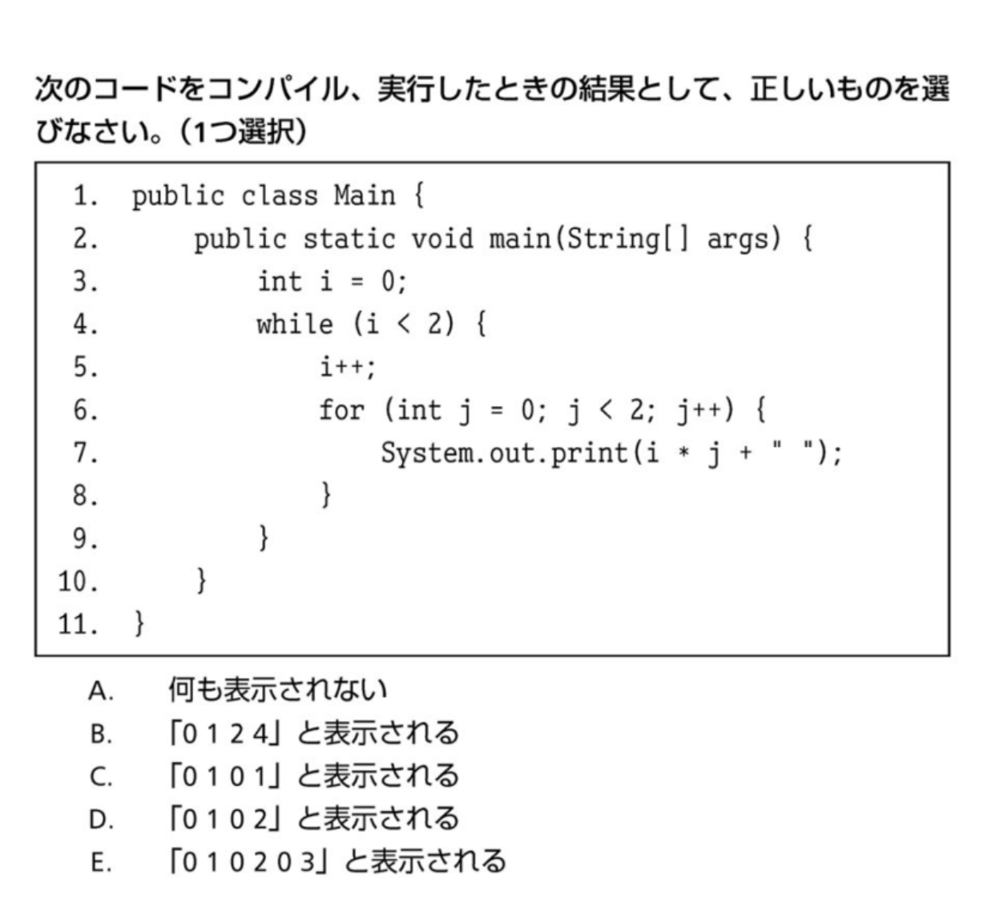 次のコードをコンパイル、実行したときの結果として、正しいものを選
びなさい。（1つ選択）
1. public class Main {
2. public static void main(String[] args) {
3. int i = 0;
4. while (i < 2) {
5. i++;
6. for (int j = 0; j < 2; j++) {
7. System.out.print(i * j + " ");
8. }
9. }
10. }
11. }
A. 何も表示されない
B. 「0 1 2 4」と表示される
C. 「0 1 0 1」と表示される
D. 「0 1 0 2」と表示される
E. 「0 1 0 2 0 3」と表示される